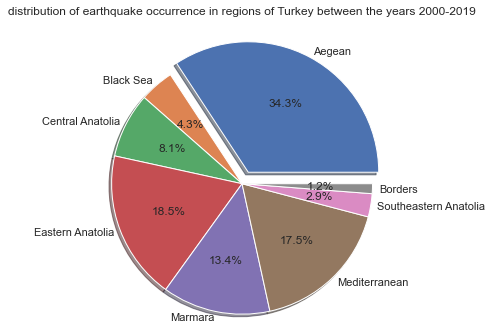 distribution of earthquake occurrence in regions of Turkey between the years 2000-2019
Aegean
34.3%
Black Sea
4.3%
Central Anatolia
8.1%
Eastern Anatolia
18.5%
Marmara
13.4%
Mediterranean
17.5%
Southeastern Anatolia
2.9%
Borders
1.2%